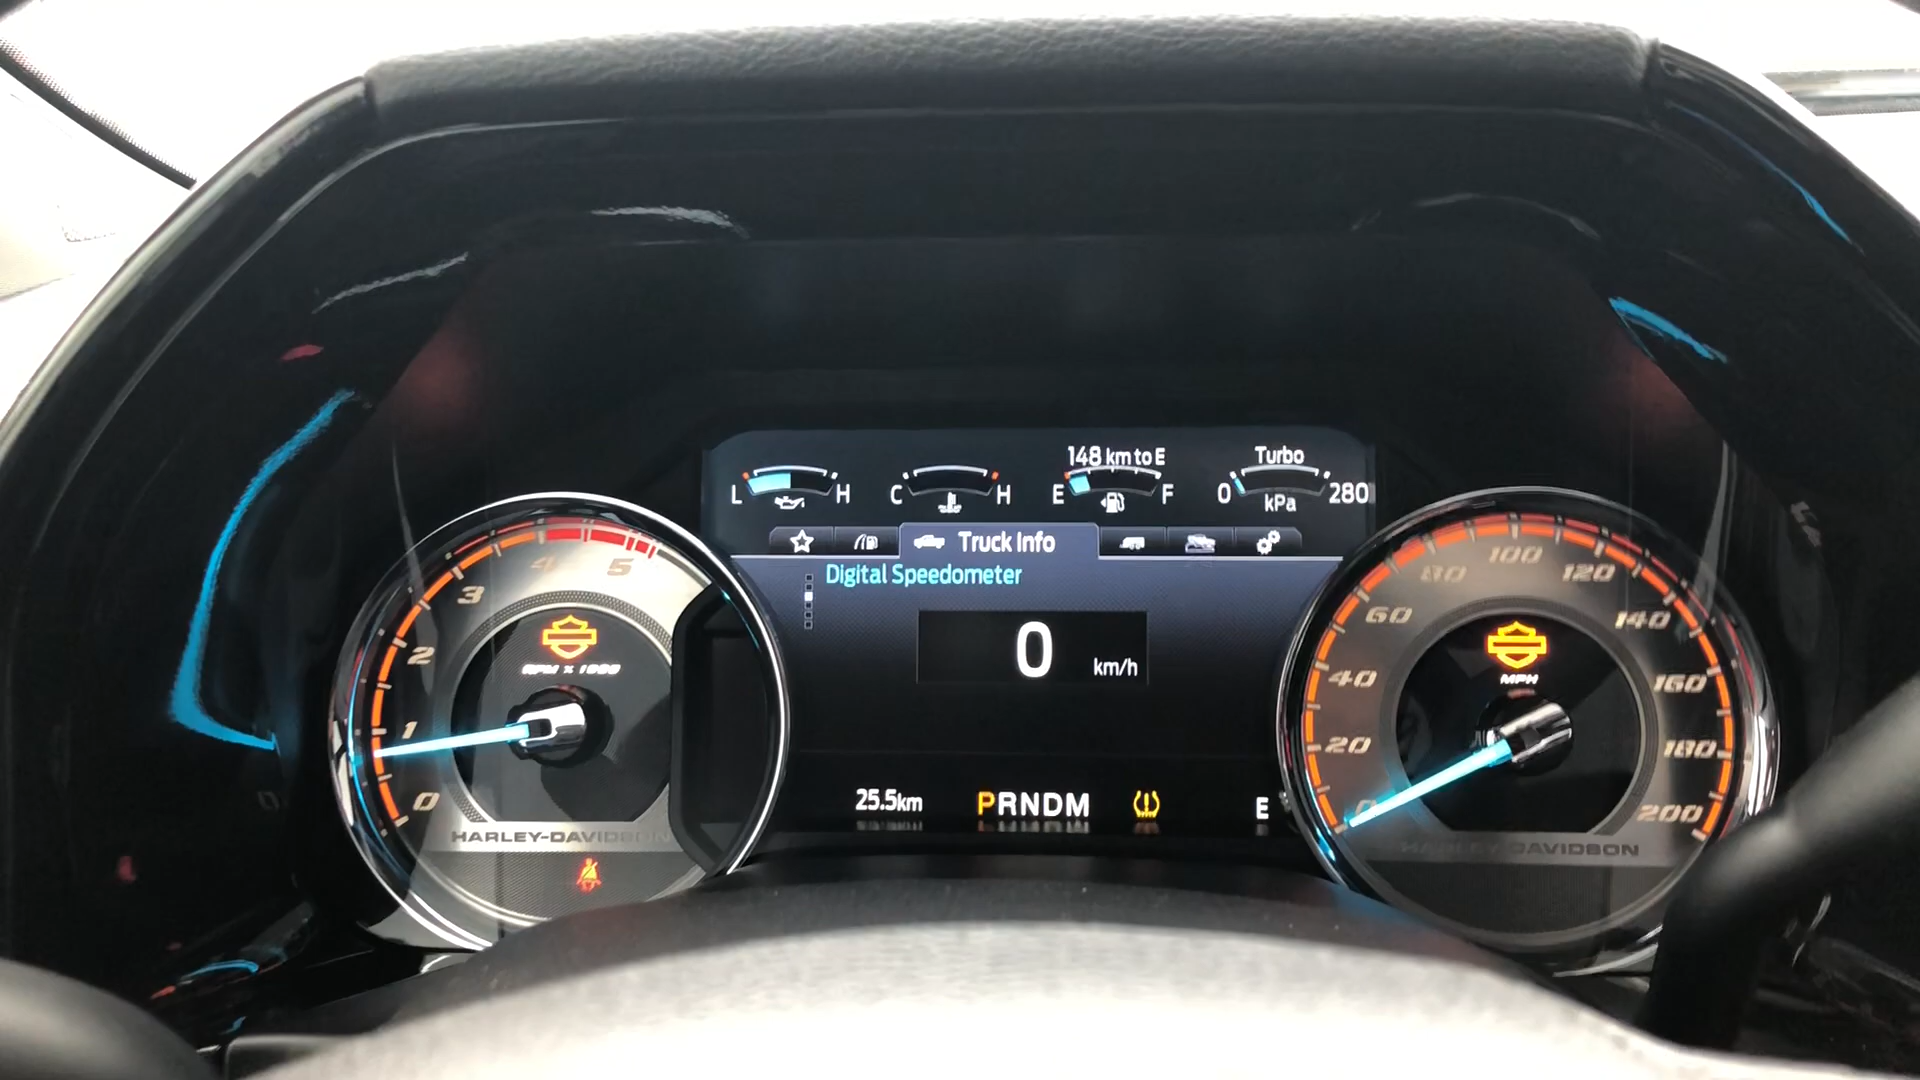 148 km to E
Turbo
L H
C H
E F
0 280
kPa
Truck Info
Digital Speedometer
0 km/h
25.5km PRNDM E
0
1
2
3
4
5
RPM x 1000
HARLEY-DAVIDSON
0
20
40
60
80
100
120
140
160
180
200
MPH
HARLEY-DAVIDSON